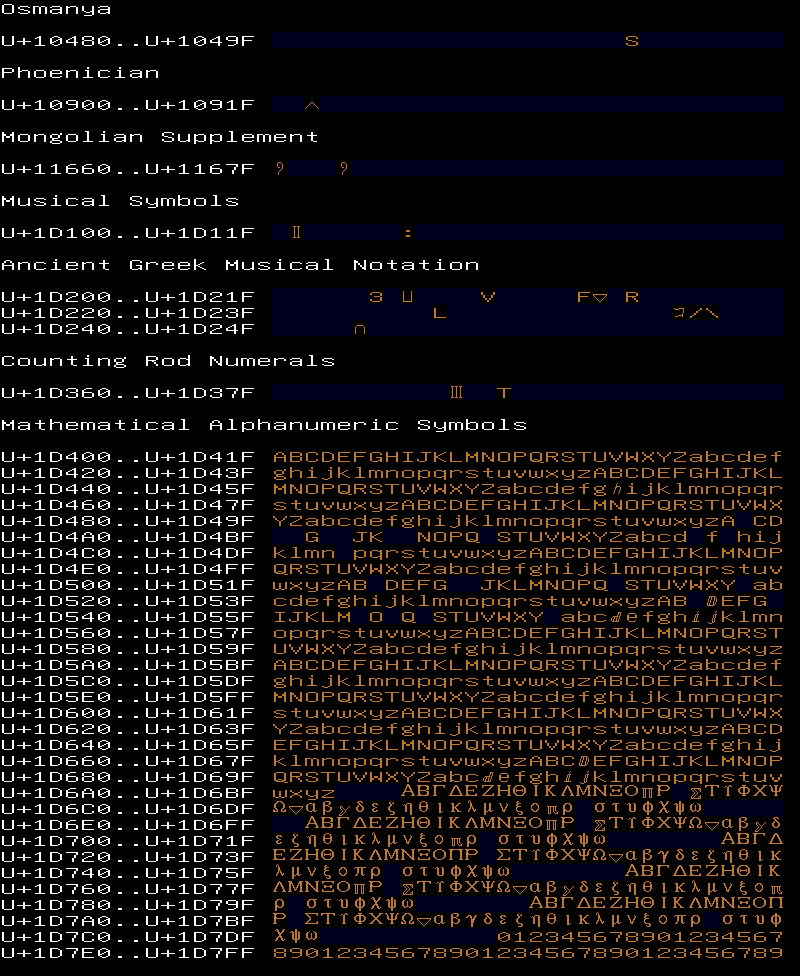 Osmanya
U+10480..U+1049F S
Phoenician
U+10900..U+1091F ᄉ
Mongolian Supplement
U+11660..U+1167F ? ?
Musical Symbols
U+1D100..U+1D11F II :
Ancient Greek Musical Notation
U+1D200..U+1D21F 3 ⊔ V F▽ R
U+1D220..U+1D23F L コ/\
U+1D240..U+1D24F ∩
Counting Rod Numerals
U+1D360..U+1D37F III T
Mathematical Alphanumeric Symbols
U+1D400..U+1D41F ABCDEFGHIJKLMNOPQRSTUVWXYZabcdef
U+1D420..U+1D43F ghijklmnopqrstuvwxyzABCDEFGHIJKL
U+1D440..U+1D45F MNOPQRSTUVWXYZabcdefgℎijklmnopqr
U+1D460..U+1D47F stuvwxyzABCDEFGHIJKLMNOPQRSTUVWX
U+1D480..U+1D49F YZabcdefghijklmnopqrstuvwxyzA CD
U+1D4A0..U+1D4BF G JK NOPQ STUVWXYZabcd f hij
U+1D4C0..U+1D4DF klmn pqrstuvwxyzABCDEFGHIJKLMNOP
U+1D4E0..U+1D4FF QRSTUVWXYZabcdefghijklmnopqrstuv
U+1D500..U+1D51F wxyzAB DEFG JKLMNOPQ STUVWXY ab
U+1D520..U+1D53F cdefghijklmnopqrstuvwxyzAB ⅅEFG
U+1D540..U+1D55F IJKLM O Q STUVWXY abcⅆⅇfghⅈⅉklmn
U+1D560..U+1D57F opqrstuvwxyzABCDEFGHIJKLMNOPQRST
U+1D580..U+1D59F UVWXYZabcdefghijklmnopqrstuvwxyz
U+1D5A0..U+1D5BF ABCDEFGHIJKLMNOPQRSTUVWXYZabcdef
U+1D5C0..U+1D5DF ghijklmnopqrstuvwxyzABCDEFGHIJKL
U+1D5E0..U+1D5FF MNOPQRSTUVWXYZabcdefghijklmnopqr
U+1D600..U+1D61F stuvwxyzABCDEFGHIJKLMNOPQRSTUVWX
U+1D620..U+1D63F YZabcdefghijklmnopqrstuvwxyzABCD
U+1D640..U+1D65F EFGHIJKLMNOPQRSTUVWXYZabcdefghij
U+1D660..U+1D67F klmnopqrstuvwxyzABCⅅEFGHIJKLMNOP
U+1D680..U+1D69F QRSTUVWXYZabcⅆⅇfghⅈⅉklmnopqrstuv
U+1D6A0..U+1D6BF wxyz ΑΒΓΔΕΖΗΘΙΚΛΜΝΞΟℿΡ ⅀ΤΥΦΧΨ
U+1D6C0..U+1D6DF Ω▽αβℽδεζηθικλμνξοπρ στυφχψω
U+1D6E0..U+1D6FF ΑΒΓΔΕΖΗΘΙΚΛΜΝΞΟℿΡ ⅀ΤΥΦΧΨΩ▽αβℽδ
U+1D700..U+1D71F εζηθικλμνξοℼρ στυφχψω ΑΒΓΔ
U+1D720..U+1D73F ΕΖΗΘΙΚΛΜΝΞΟΠΡ ΣΤΥΦΧΨΩ▽αβγδεζηθικ
U+1D740..U+1D75F λμνξοπρ στυφχψω ΑΒΓΔΕΖΗΘΙΚ
U+1D760..U+1D77F ΛΜΝΞΟℿΡ ⅀ΤΥΦΧΨΩ▽αβℽδεζηθικλμνξοℼ
U+1D780..U+1D79F ρ στυφχψω ΑΒΓΔΕΖΗΘΙΚΛΜΝΞΟΠ
U+1D7A0..U+1D7BF Ρ ΣΤΥΦΧΨΩ▽αβγδεζηθικλμνξοπρ στυφ
U+1D7C0..U+1D7DF χψω 012345678901234567
U+1D7E0..U+1D7FF 89012345678901234567890123456789